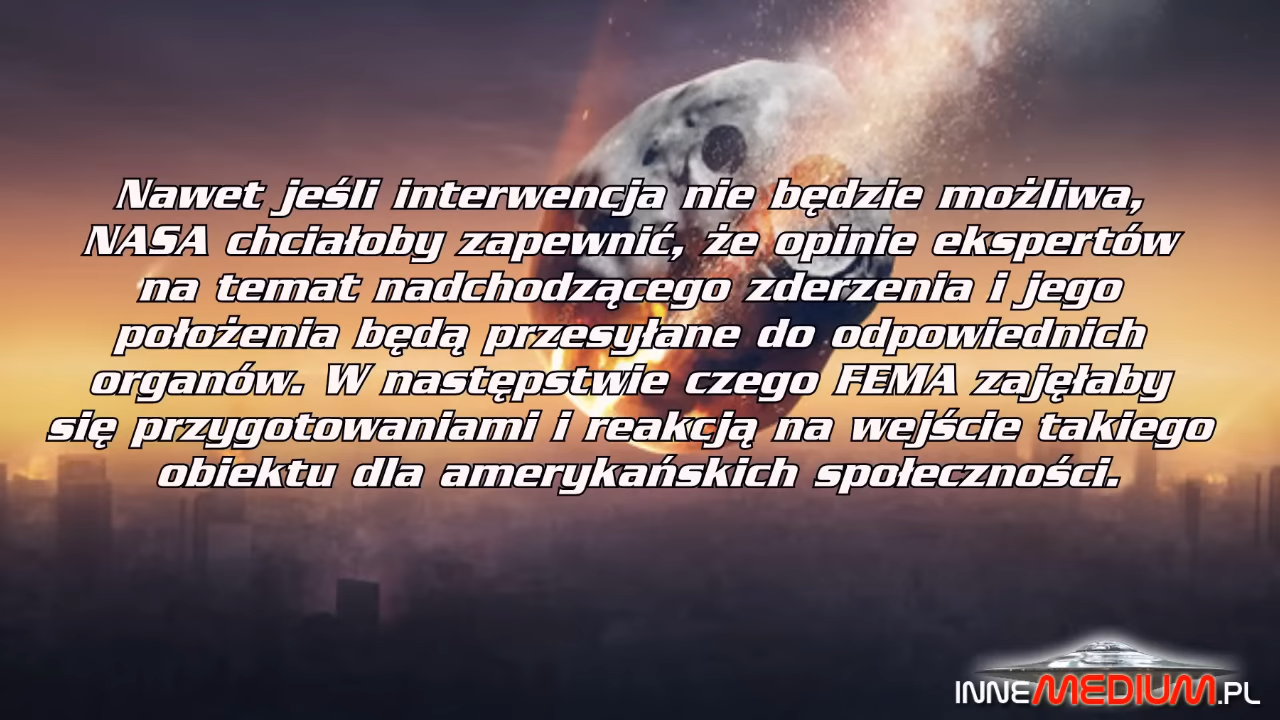 Nawet jeśli interwencja nie będzie możliwa,
NASA chciałoby zapewnić, że opinie ekspertów
na temat nadchodzącego zderzenia i jego
położenia będą przesyłane do odpowiednich
organów. W następstwie czego FEMA zajęłaby
się przygotowaniami i reakcją na wejście takiego
obiektu dla amerykańskich społeczności.
INNEMEDIUM.PL